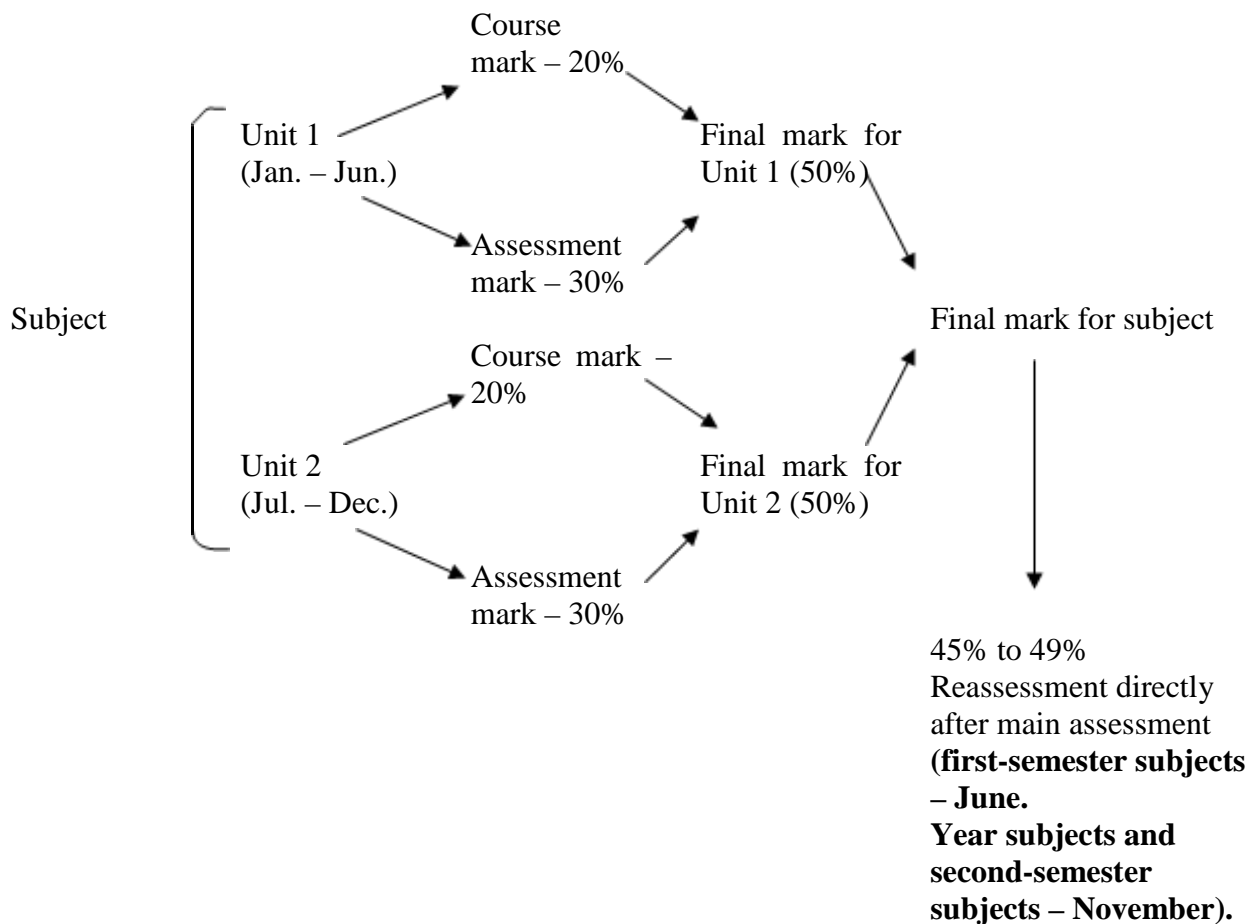 Course
mark – 20%
Unit 1
(Jan. – Jun.)
Final mark for
Unit 1 (50%)
Assessment
mark – 30%
Subject
Final mark for subject
Course mark –
20%
Unit 2
(Jul. – Dec.)
Final mark for
Unit 2 (50%)
Assessment
mark – 30%
45% to 49%
Reassessment directly
after main assessment
(first-semester subjects
– June.
Year subjects and
second-semester
subjects – November).